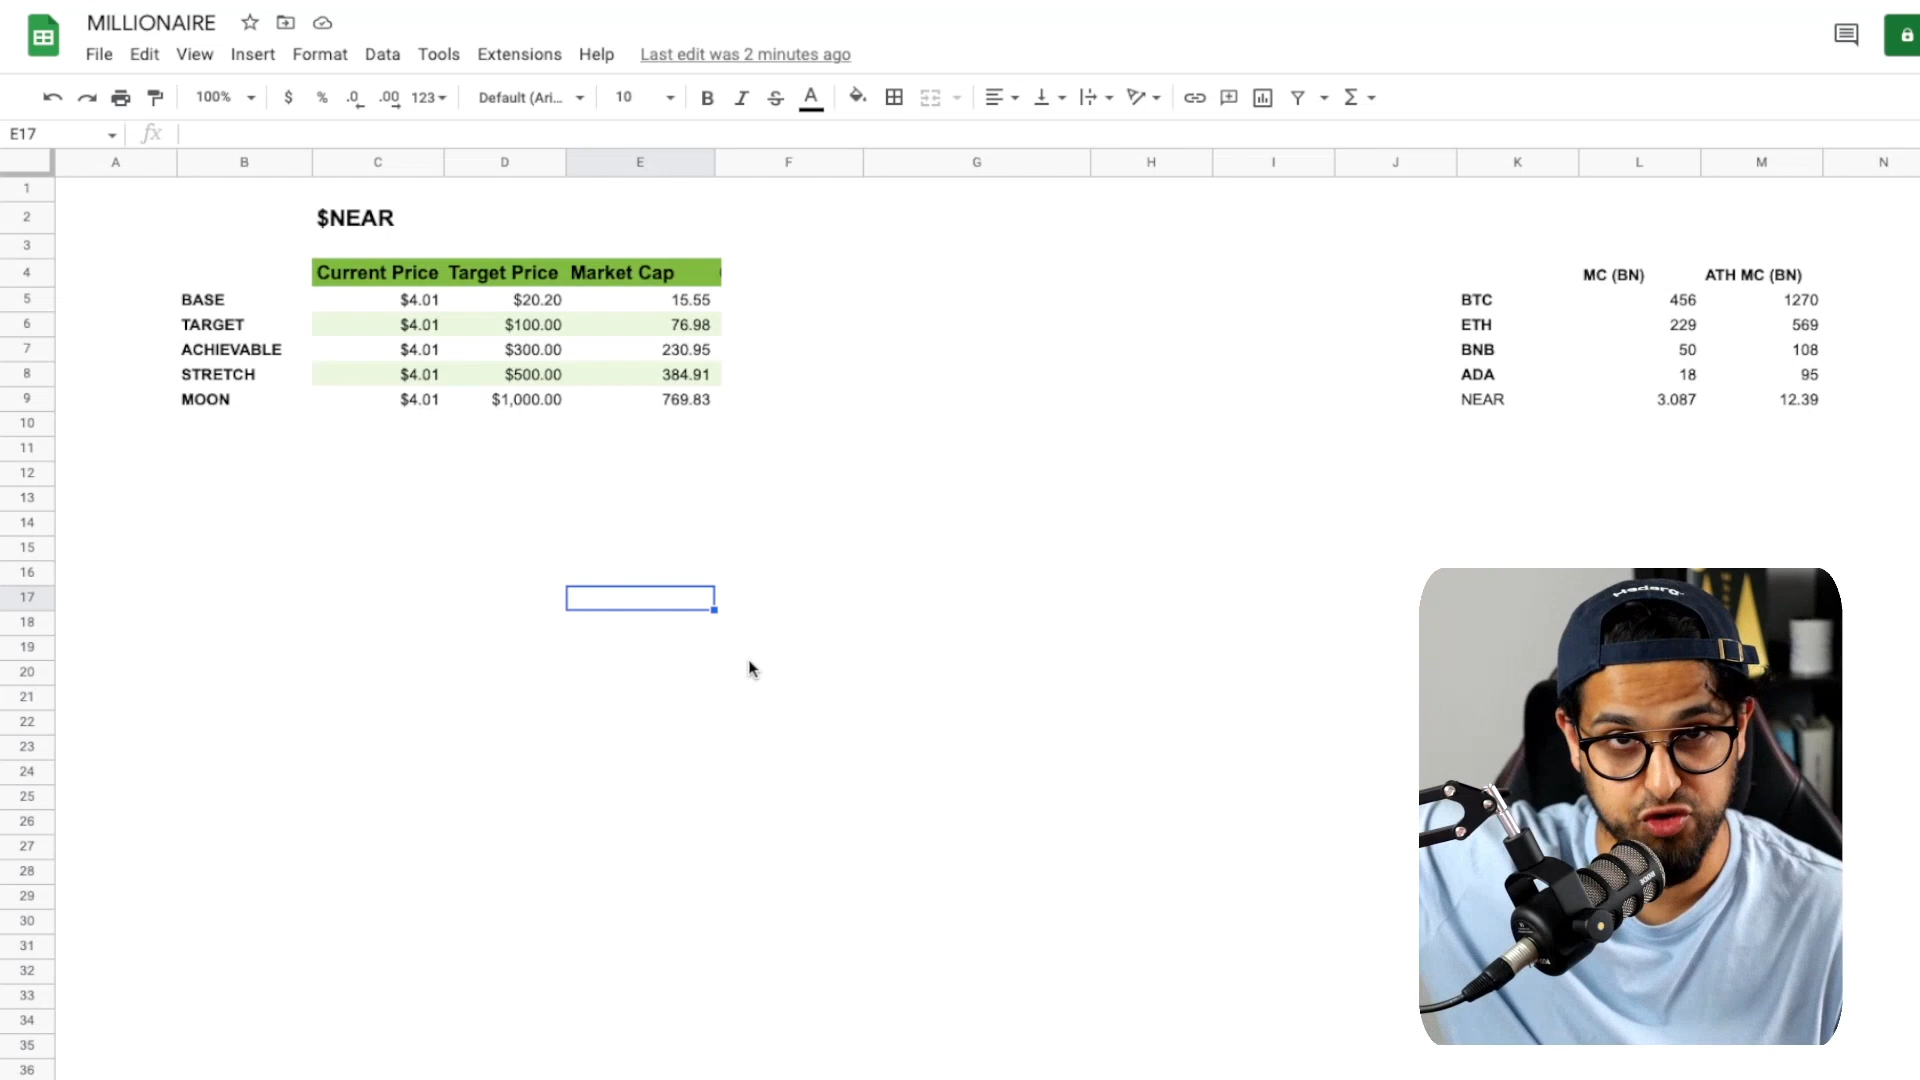 MILLIONAIRE
File Edit View Insert Format Data Tools Extensions Help Last edit was 2 minutes ago
100% $ % .0 .00 123 Default (Ari... 10 B I S A Σ
E17 fx
A B C D E F G H I J K L M N
1
2 $NEAR
3
4 Current Price Target Price Market Cap MC (BN) ATH MC (BN)
5 BASE $4.01 $20.20 15.55 BTC 456 1270
6 TARGET $4.01 $100.00 76.98 ETH 229 569
7 ACHIEVABLE $4.01 $300.00 230.95 BNB 50 108
8 STRETCH $4.01 $500.00 384.91 ADA 18 95
9 MOON $4.01 $1,000.00 769.83 NEAR 3.087 12.39
10
11
12
13
14
15
16
17
18
19
20
21
22
23
24
25
26
27
28
29
30
31
32
33
34
35
36
RODE